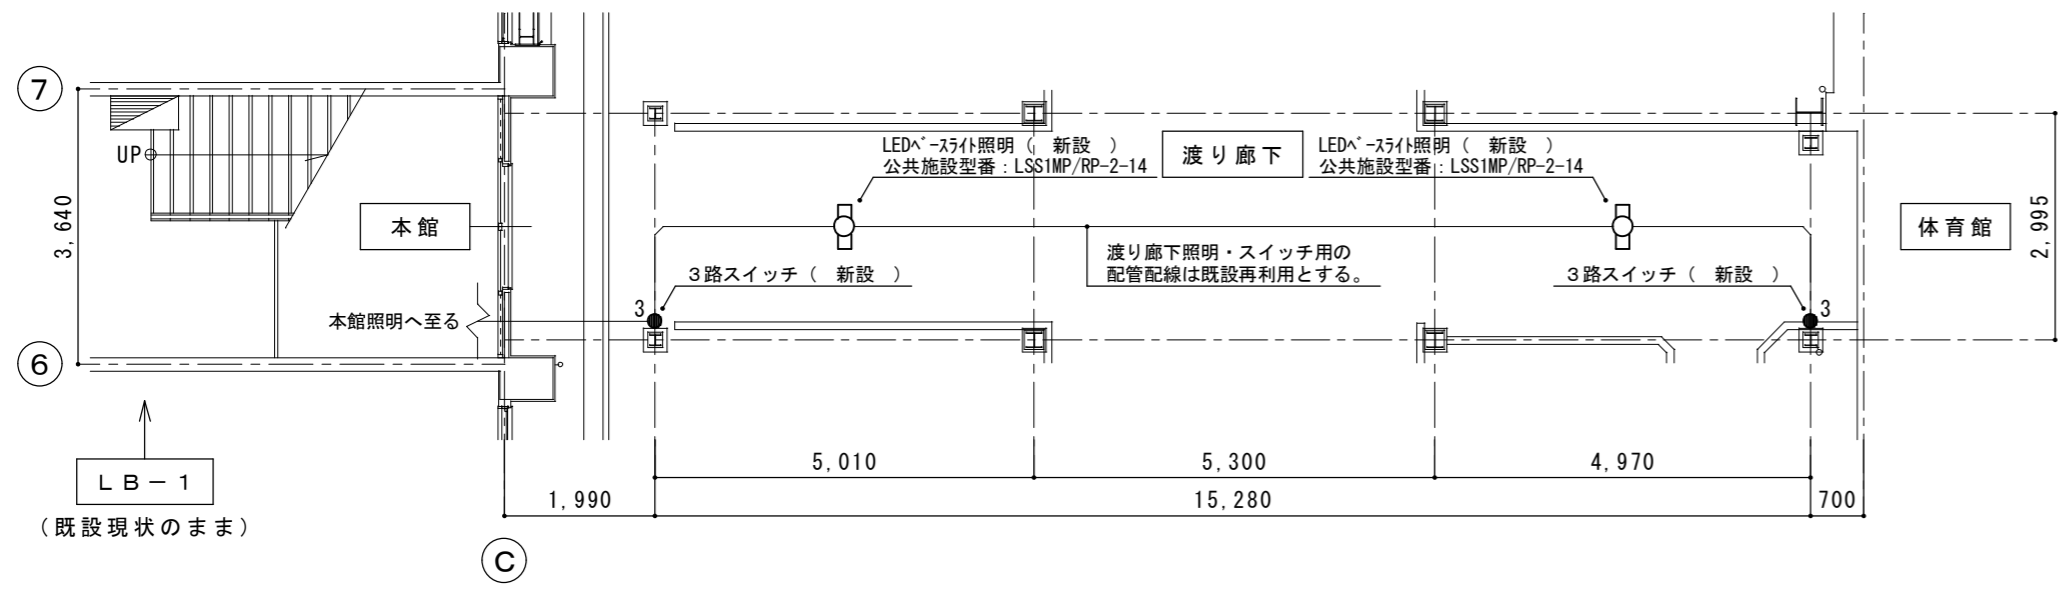 ⑦
UP
3,640
本館
本館照明へ至る
⑥
LB−1
(既設現状のまま)
LEDベースライト照明( 新設 )
公共施設型番:LSS1MP/RP-2-14
渡り廊下
LEDベースライト照明( 新設 )
公共施設型番:LSS1MP/RP-2-14
体育館
2,995
渡り廊下照明・スイッチ用の
配管配線は既設再利用とする。
3路スイッチ( 新設 )
3
3路スイッチ( 新設 )
3
5,010
5,300
4,970
1,990
15,280
700
Ⓒ